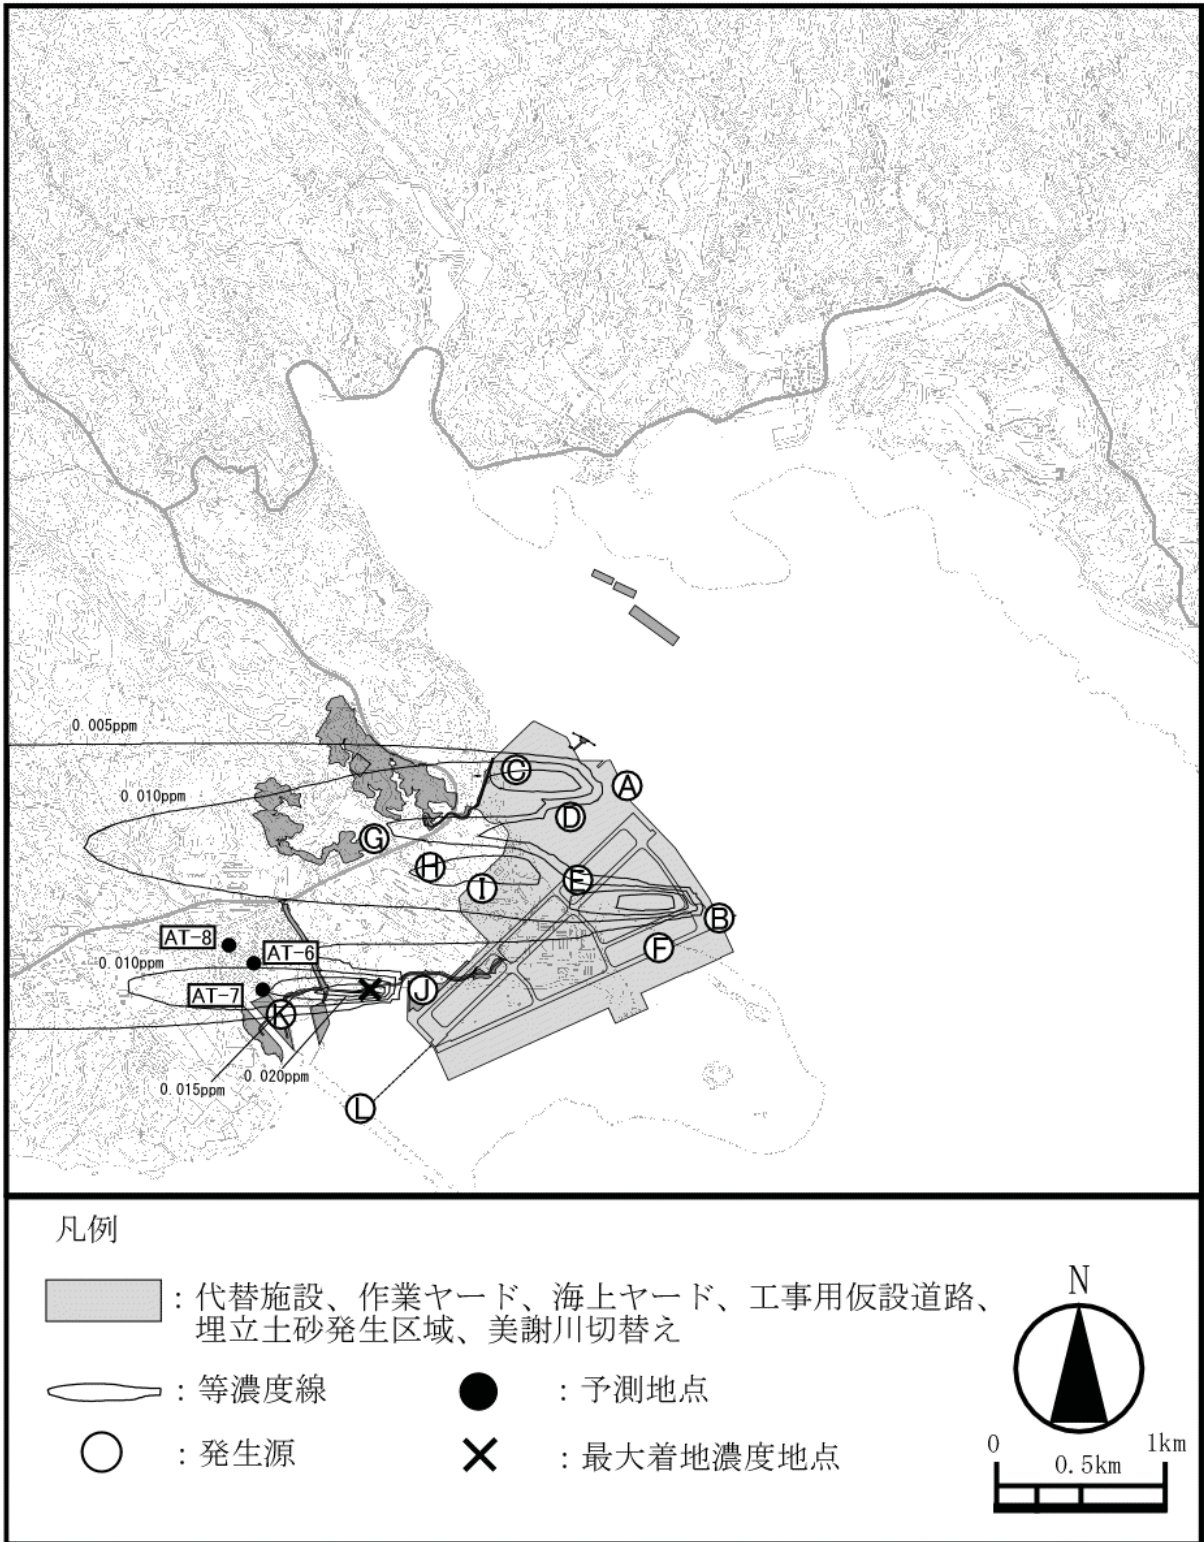 0.005ppm
0.010ppm
C
A
D
G
H
E
I
B
F
AT-8
AT-6
0.010ppm
AT-7
J
K
0.015ppm
0.020ppm
L
凡例
：代替施設、作業ヤード、海上ヤード、工事用仮設道路、
埋立土砂発生区域、美謝川切替え
：等濃度線
：予測地点
：発生源
：最大着地濃度地点
N
0
1km
0.5km